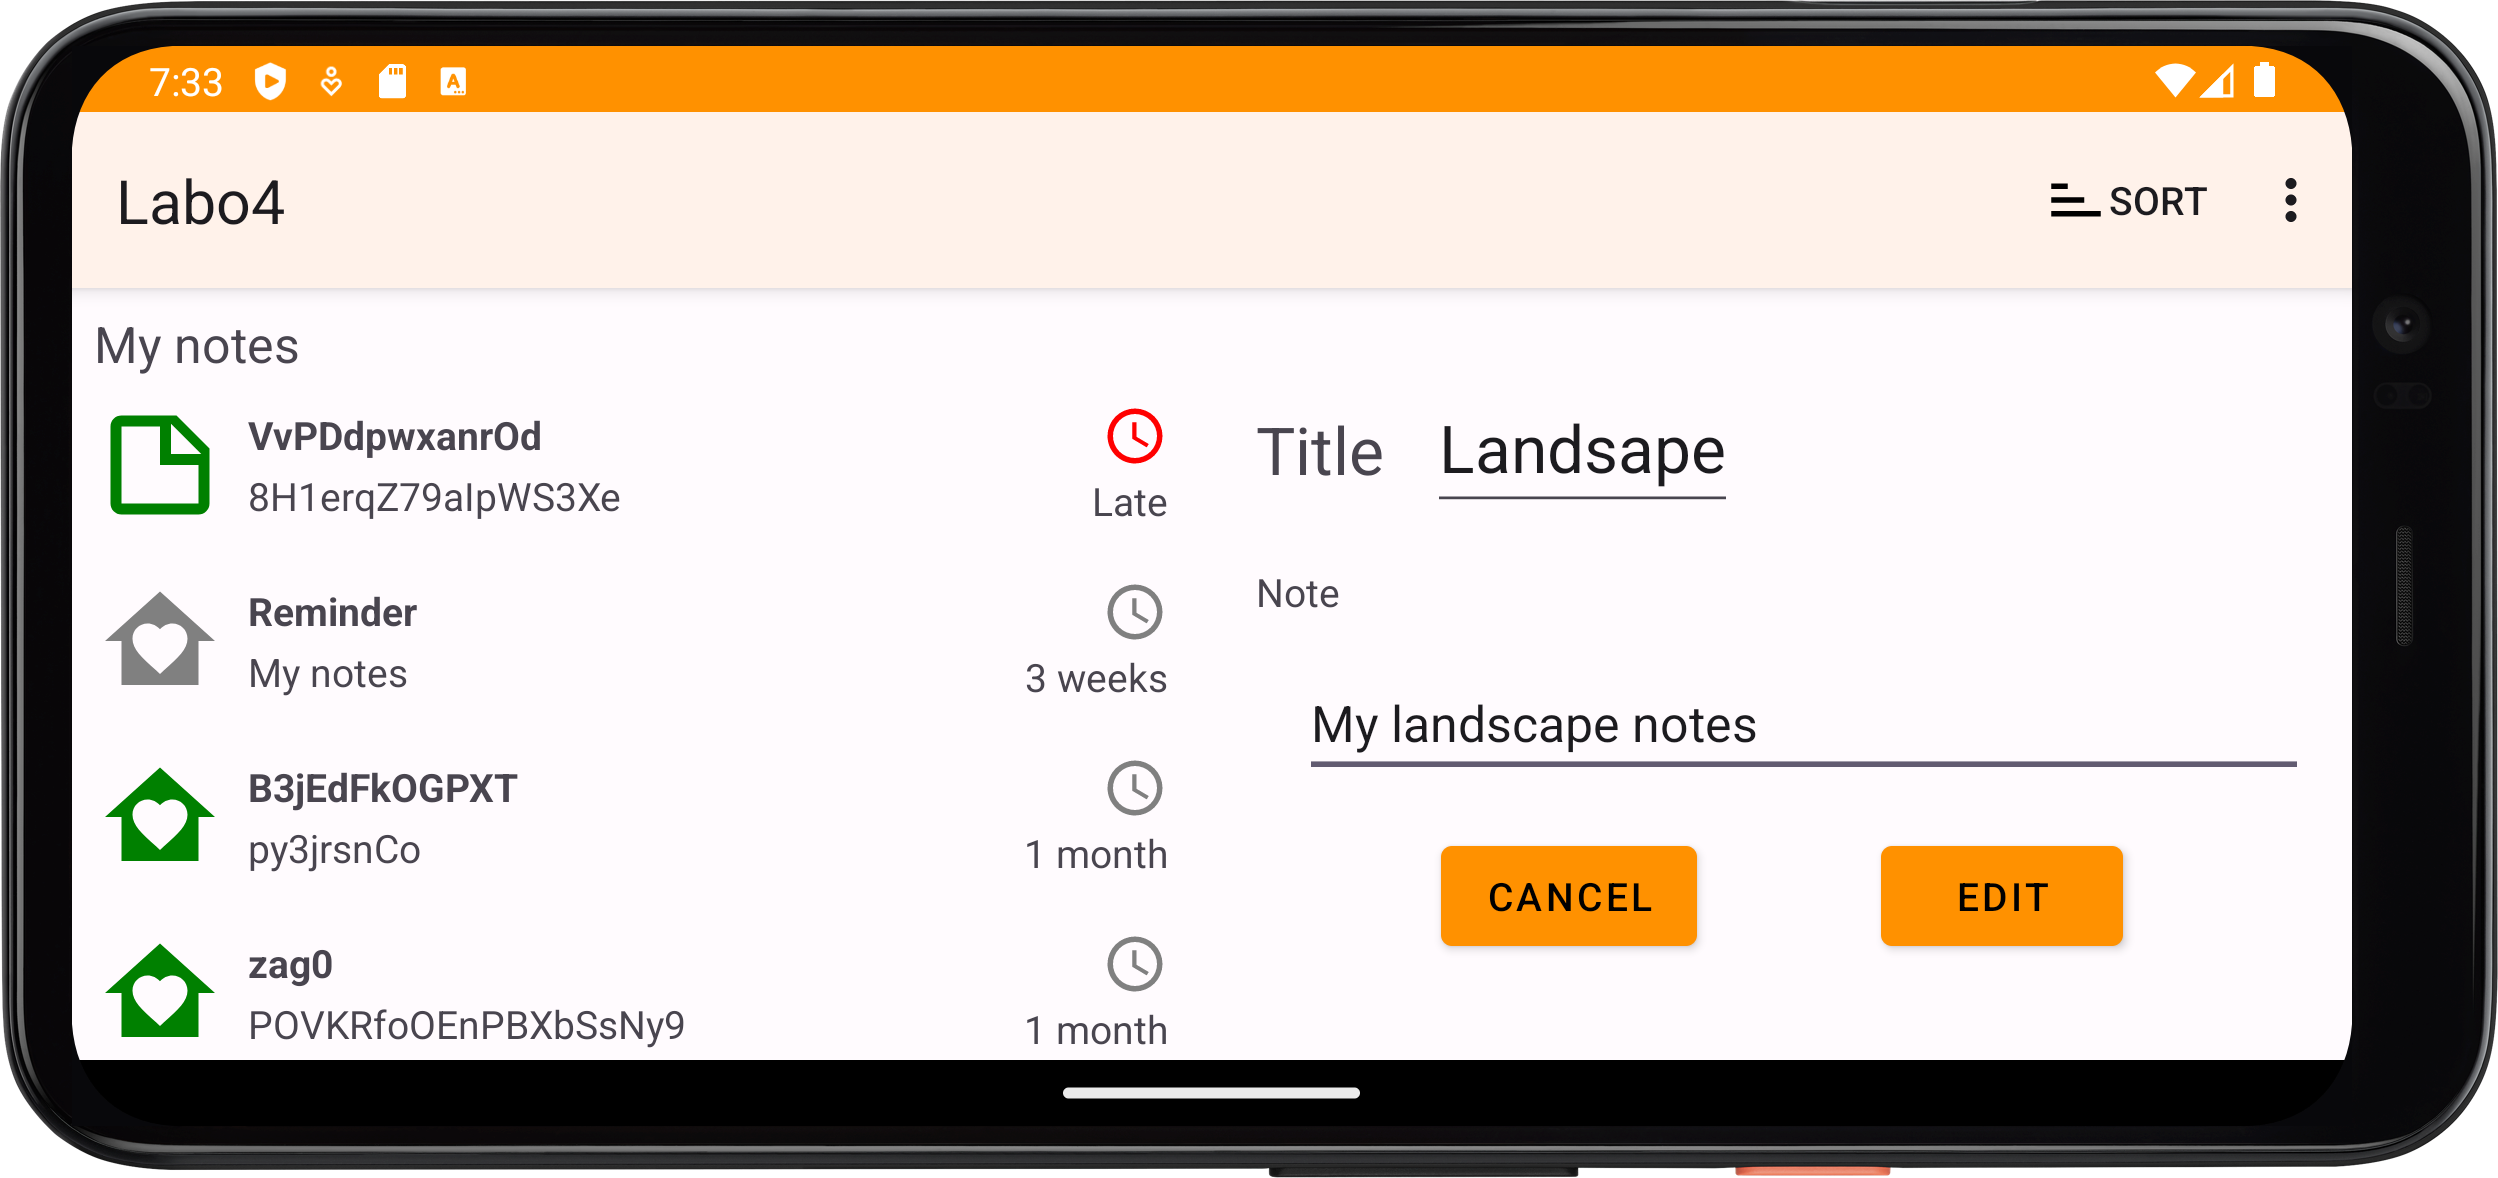 7:33
Labo4
SORT
My notes
VvPDdpwxanrOd
8H1erqZ79alpWS3Xe
Late
Reminder
My notes
3 weeks
B3jEdFkOGPXT
py3jrsnCo
1 month
zag0
POVKRfoOEnPBXbSsNy9
1 month
Title
Landsape
Note
My landscape notes
CANCEL
EDIT